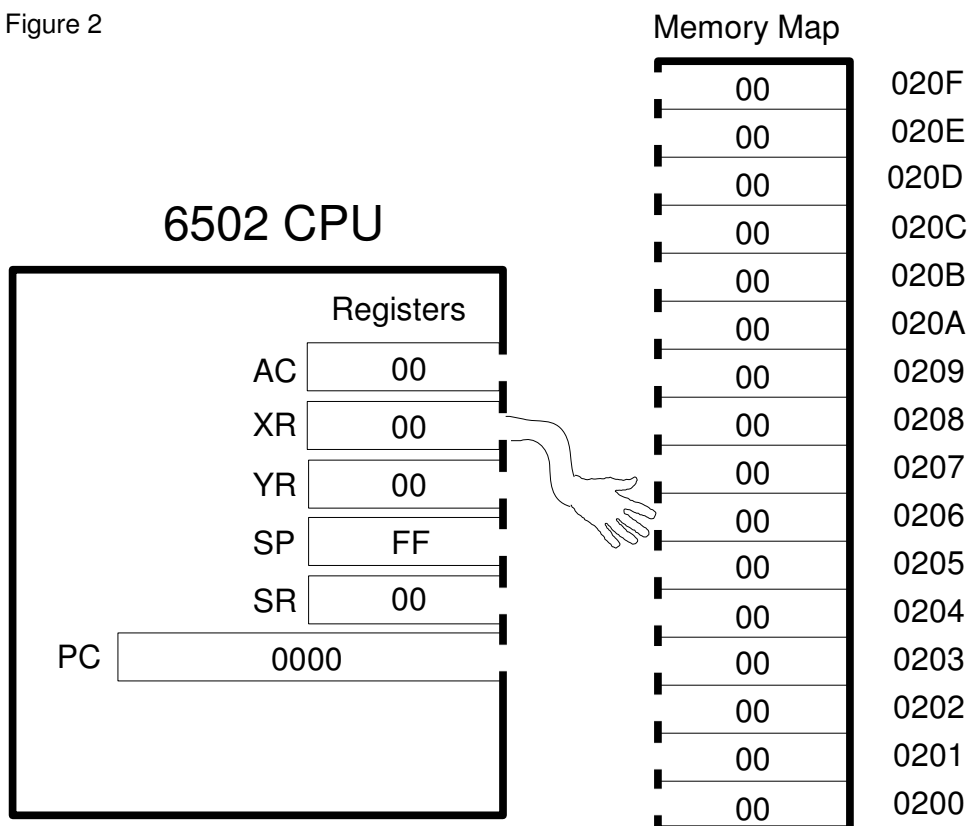 Figure 2
Memory Map
00 020F
00 020E
00 020D
00 020C
00 020B
00 020A
00 0209
00 0208
00 0207
00 0206
00 0205
00 0204
00 0203
00 0202
00 0201
00 0200
6502 CPU
Registers
AC 00
XR 00
YR 00
SP FF
SR 00
PC 0000